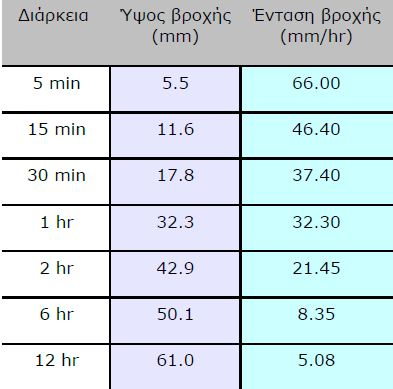 Διάρκεια Ύψος βροχής Ένταση βροχής
(mm) (mm/hr)
5 min 5.5 66.00
15 min 11.6 46.40
30 min 17.8 37.40
1 hr 32.3 32.30
2 hr 42.9 21.45
6 hr 50.1 8.35
12 hr 61.0 5.08